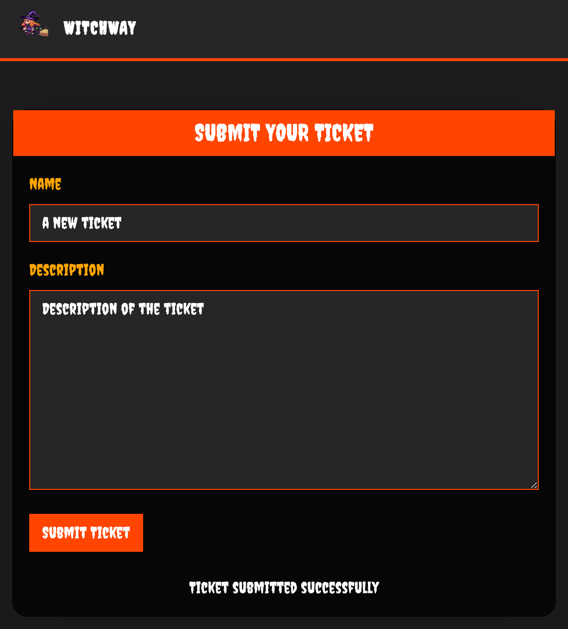 WITCHWAY
SUBMIT YOUR TICKET
NAME
A NEW TICKET
DESCRIPTION
DESCRIPTION OF THE TICKET
SUBMIT TICKET
TICKET SUBMITTED SUCCESSFULLY